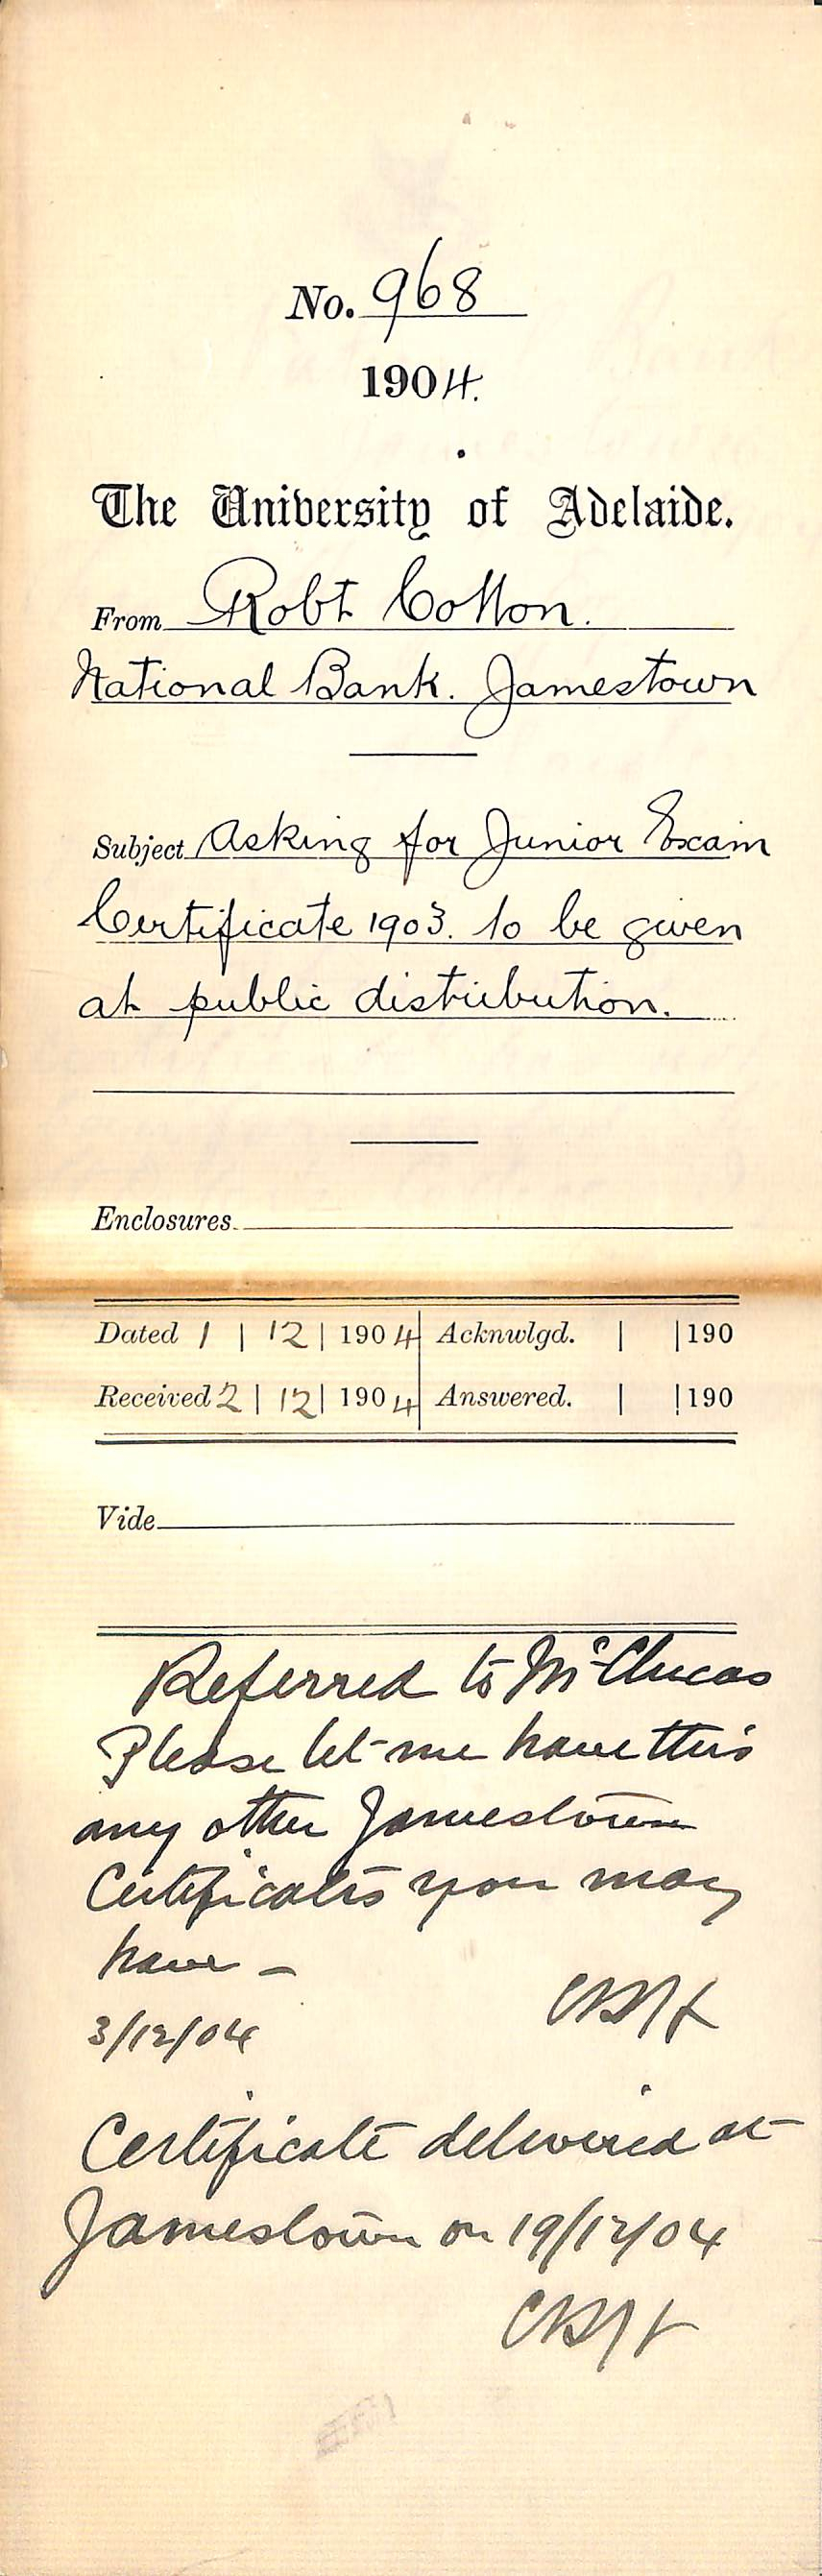 No. 968
1904.
The University of Adelaide.
From Robt Cotton.
National Bank. Jamestown
Subject Asking for Junior Exam
Certificate 1903. to be given
at public distribution.
Enclosures
Dated 1 | 12 | 1904 Acknwlgd. | | 190
Received 2 | 12 | 1904 Answered. | | 190
Vide
Referred to McClucas
Please let me have this
any other Jamestown
Certificates you may
have —
3/12/04
Certificate delivered at
Jamestown on 19/12/04